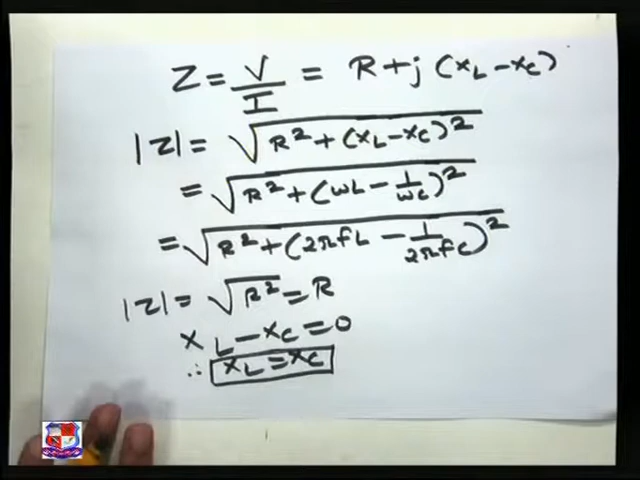 Z = V/I = R + j (XL - XC)
|Z| = √(R² + (XL - XC)²)
= √(R² + (ωL - 1/ωC)²)
= √(R² + (2πfL - 1/2πfC)²)
|Z| = √R² = R
XL - XC = 0
∴ XL = XC